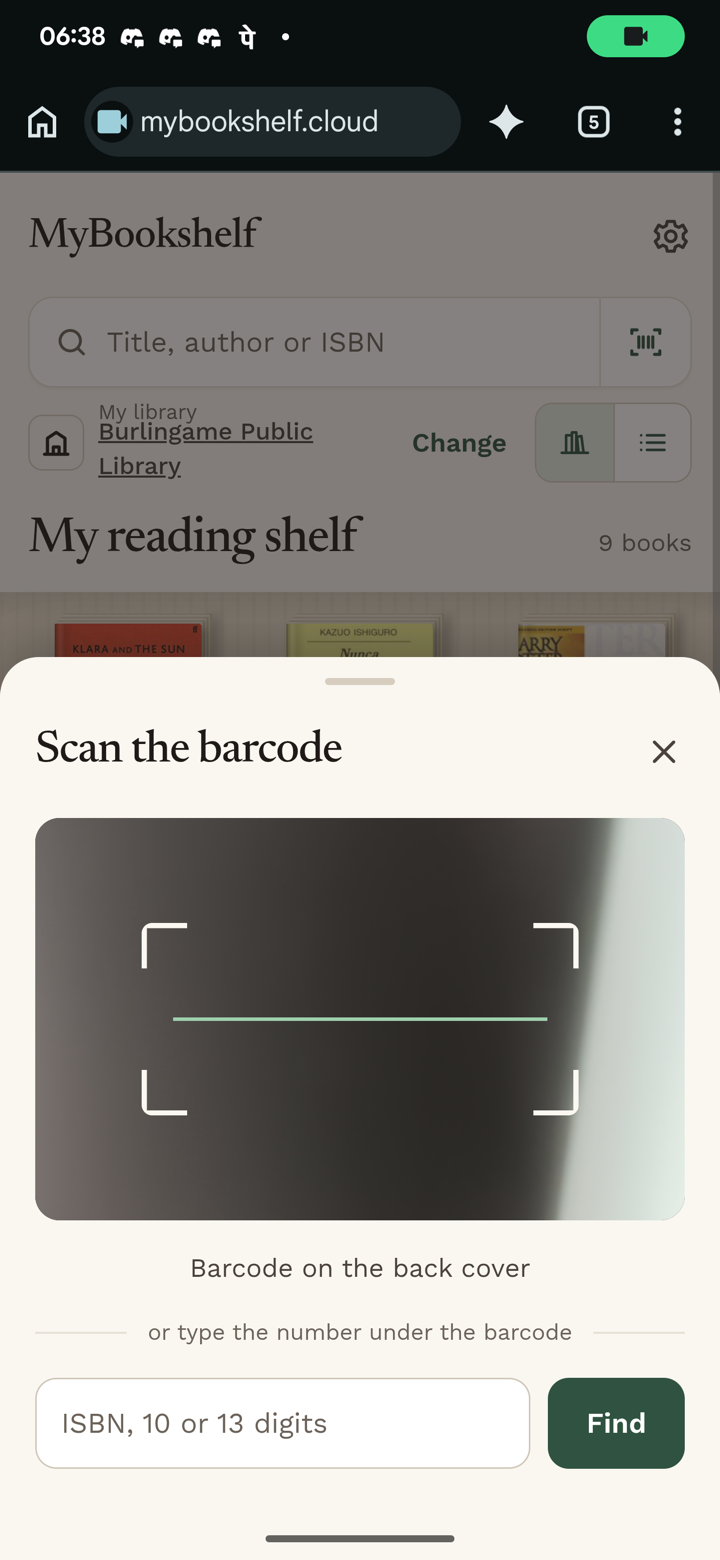 06:38 पे
mybookshelf.cloud
5
MyBookshelf
Title, author or ISBN
My library
Burlingame Public
Library
Change
My reading shelf
9 books
KLARA AND THE SUN
KAZUO ISHIGURO
Nunca
ARRY
Scan the barcode
Barcode on the back cover
or type the number under the barcode
ISBN, 10 or 13 digits
Find